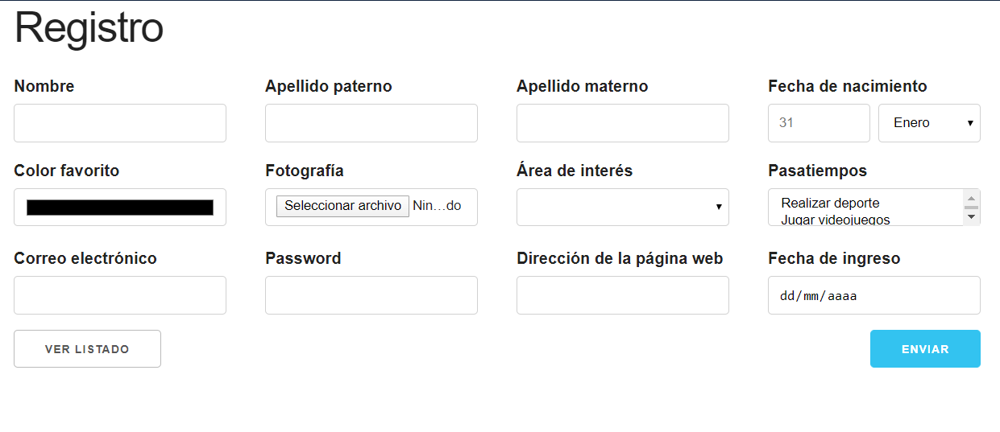 Registro
Nombre Apellido paterno Apellido materno Fecha de nacimiento
31 Enero
Color favorito Fotografía Área de interés Pasatiempos
Seleccionar archivo Nin...do Realizar deporte
Jugar videojuegos
Correo electrónico Password Dirección de la página web Fecha de ingreso
dd/mm/aaaa
VER LISTADO ENVIAR